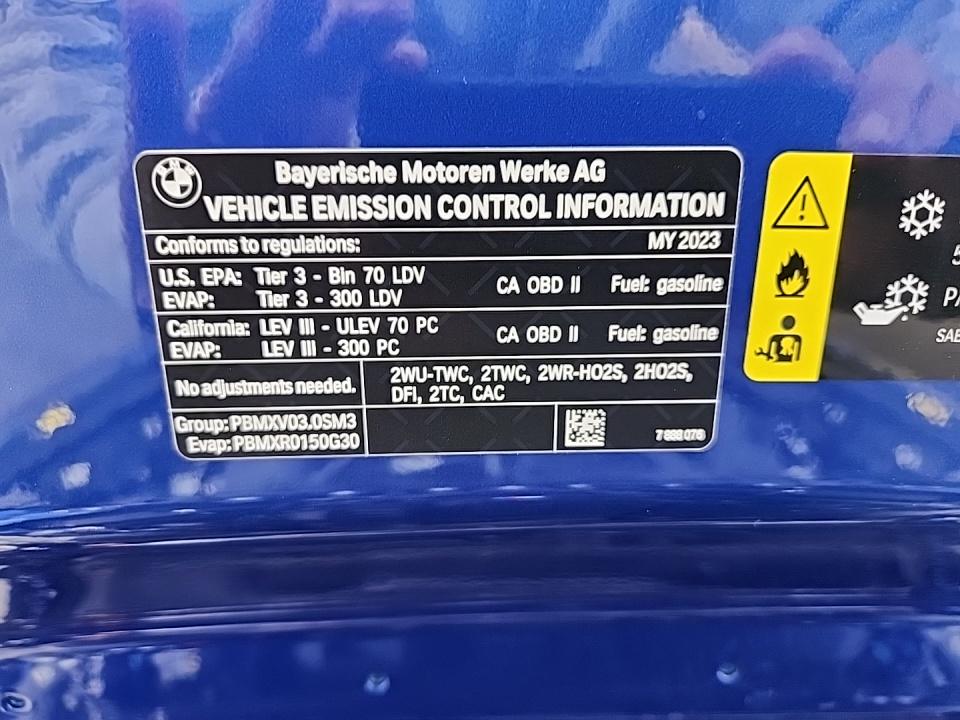 BMW
Bayerische Motoren Werke AG
VEHICLE EMISSION CONTROL INFORMATION
Conforms to regulations: MY 2023
U.S. EPA: Tier 3 - Bin 70 LDV CA OBD II Fuel: gasoline
EVAP: Tier 3 - 300 LDV
California: LEV III - ULEV 70 PC CA OBD II Fuel: gasoline
EVAP: LEV III - 300 PC
No adjustments needed. 2WU-TWC, 2TWC, 2WR-HO2S, 2HO2S,
DFI, 2TC, CAC
Group: PBMXV03.0SM3
Evap: PBMXR0150G30